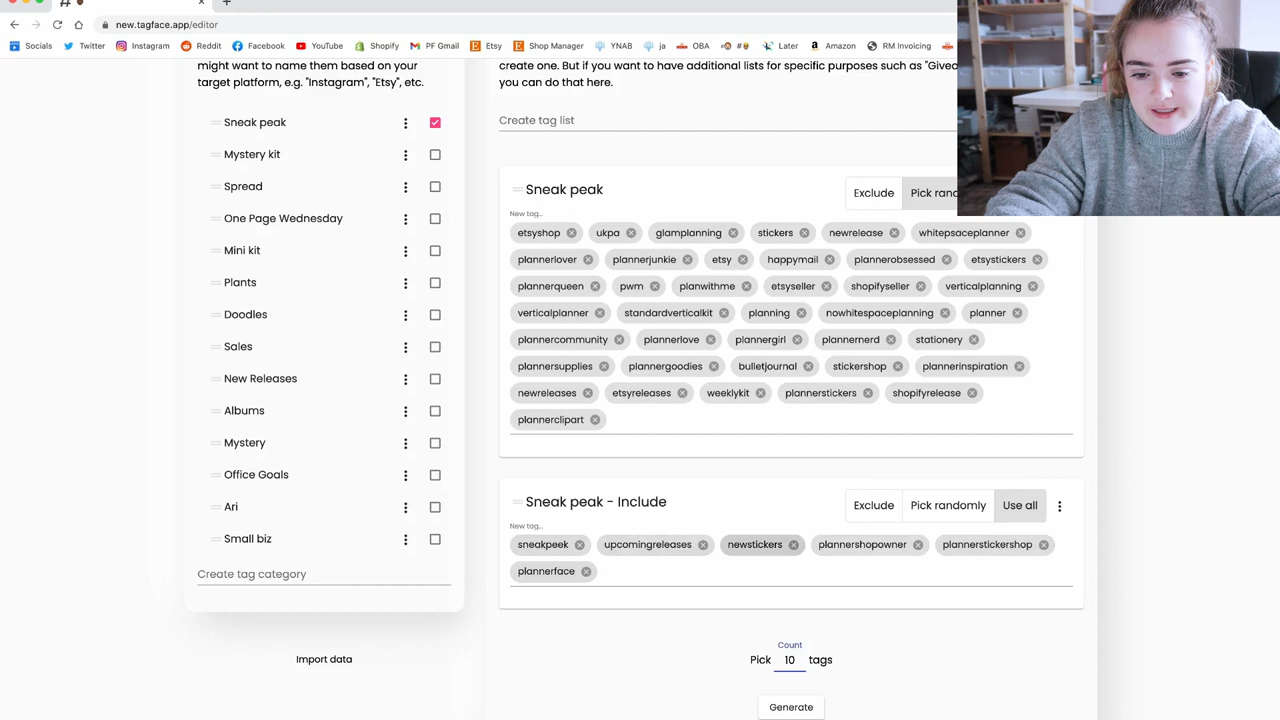 new.tagface.app/editor
Socials Twitter Instagram Reddit Facebook YouTube Shopify PF Gmail Etsy Shop Manager YNAB ja OBA Later Amazon RM Invoicing
might want to name them based on your
target platform, e.g. "Instagram", "Etsy", etc.
Sneak peak
Mystery kit
Spread
One Page Wednesday
Mini kit
Plants
Doodles
Sales
New Releases
Albums
Mystery
Office Goals
Ari
Small biz
Create tag category
Import data
create one. But if you want to have additional lists for specific purposes such as
you can do that here.
Create tag list
Sneak peak
Exclude Pick
New tag...
etsyshop ukpa glamplanning stickers newrelease whitepsaceplanner
plannerlover plannerjunkie etsy happymail plannerobsessed etsystickers
plannerqueen pwm planwithme etsyseller shopifyseller verticalplanning
verticalplanner standardverticalkit planning nowhitespaceplanning planner
plannercommunity plannerlove plannergirl plannernerd stationery
plannersupplies plannergoodies bulletjournal stickershop plannerinspiration
newreleases etsyreleases weeklykit plannerstickers shopifyrelease
plannerclipart
Sneak peak - Include
Exclude Pick randomly Use all
New tag...
sneakpeek upcomingreleases newstickers plannershopowner plannerstickershop
plannerface
Count
Pick 10 tags
Generate